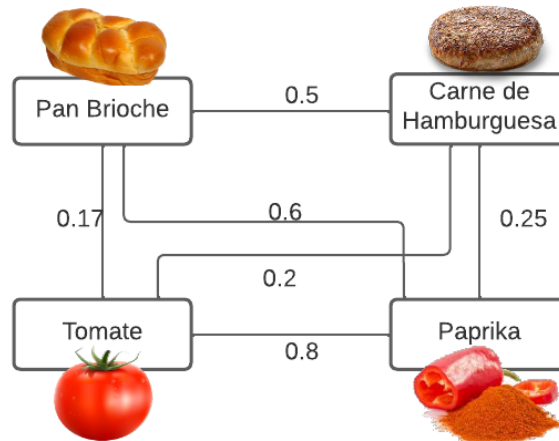 Pan Brioche
0.5
Carne de
Hamburguesa
0.17
0.6
0.25
0.2
Tomate
0.8
Paprika